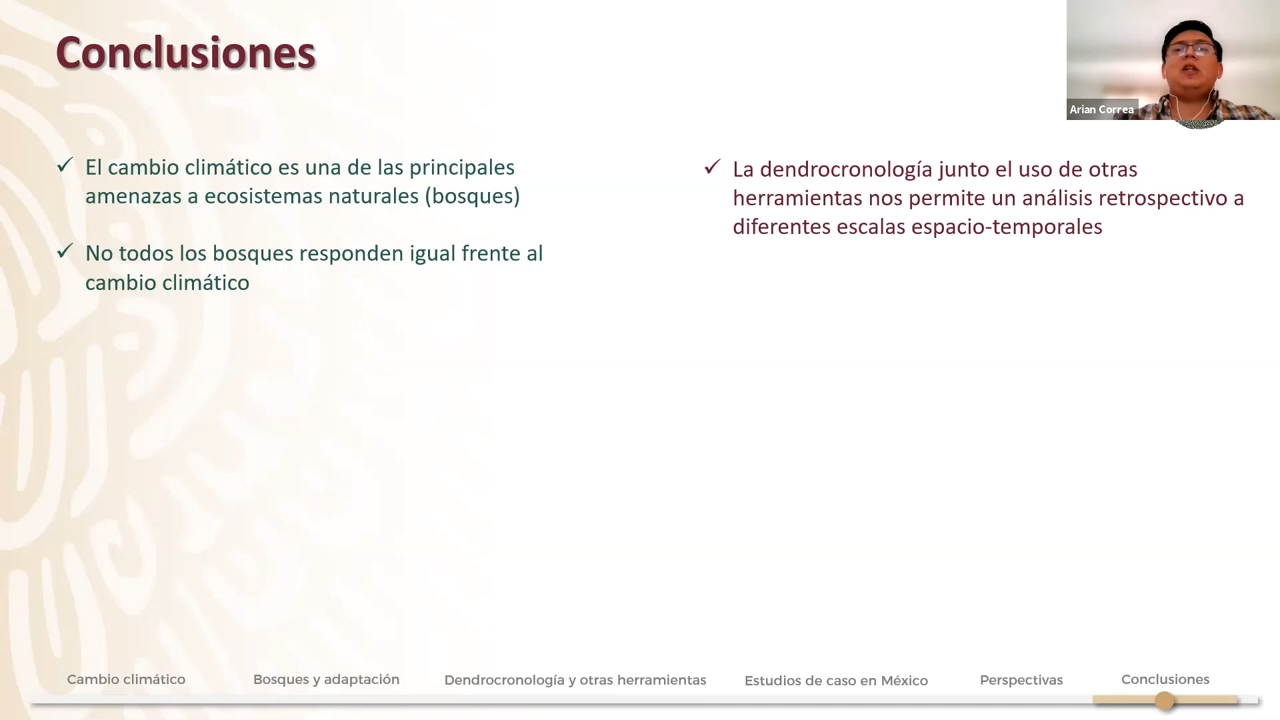 Conclusiones
Arian Correa
✓ El cambio climático es una de las principales
amenazas a ecosistemas naturales (bosques)
✓ No todos los bosques responden igual frente al
cambio climático
✓ La dendrocronología junto el uso de otras
herramientas nos permite un análisis retrospectivo a
diferentes escalas espacio-temporales
Cambio climático
Bosques y adaptación
Dendrocronología y otras herramientas
Estudios de caso en México
Perspectivas
Conclusiones